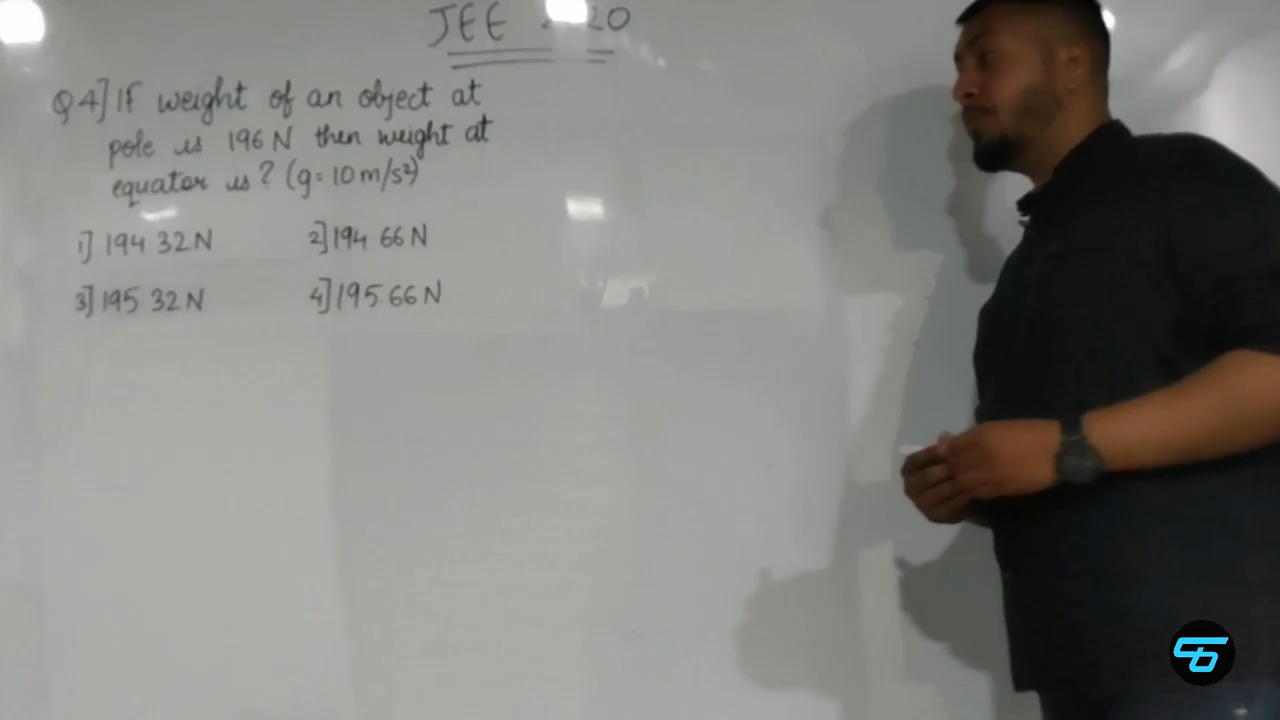 JEE 20
Q4] If weight of an object at
pole is 196 N then weight at
equator is? (g=10 m/s²)
1] 194.32 N 2] 194.66 N
3] 195.32 N 4] 195.66 N